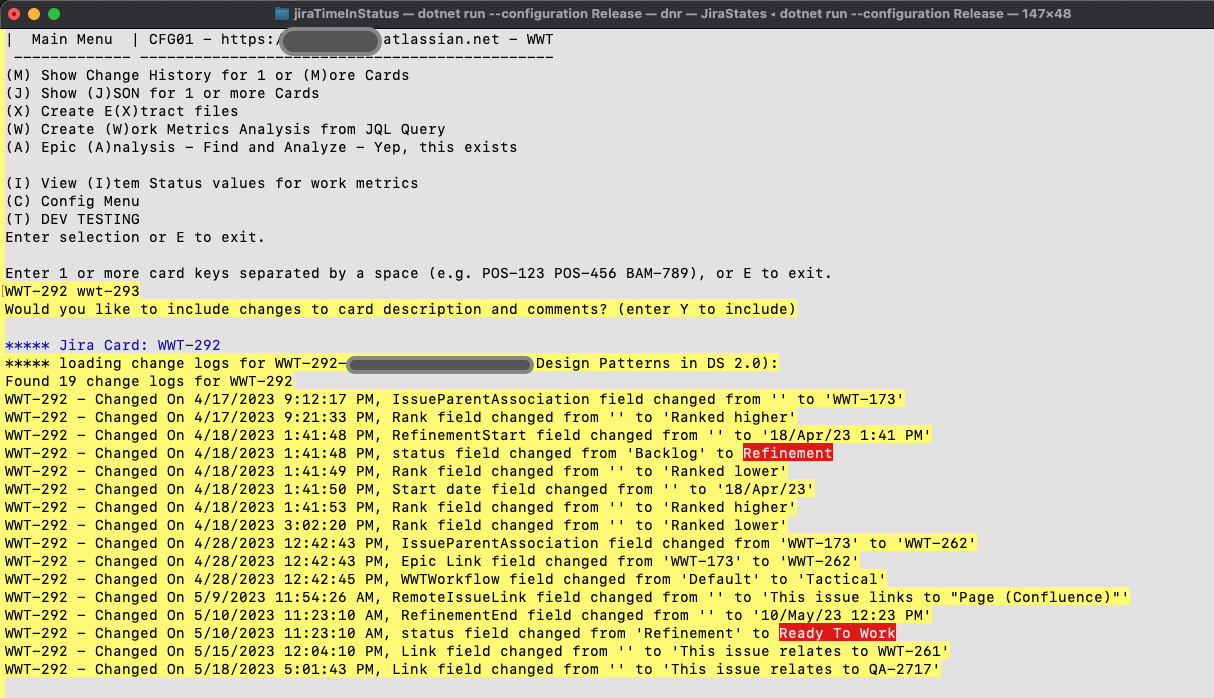 jiraTimeInStatus — dotnet run --configuration Release — dnr — JiraStates ◂ dotnet run --configuration Release — 147×48
|  Main Menu  | CFG01 - https:/ atlassian.net - WWT
------------- ----------------------------------------------
(M) Show Change History for 1 or (M)ore Cards
(J) Show (J)SON for 1 or more Cards
(X) Create E(X)tract files
(W) Create (W)ork Metrics Analysis from JQL Query
(A) Epic (A)nalysis - Find and Analyze - Yep, this exists
(I) View (I)tem Status values for work metrics
(C) Config Menu
(T) DEV TESTING
Enter selection or E to exit.
Enter 1 or more card keys separated by a space (e.g. POS-123 POS-456 BAM-789), or E to exit.
WWT-292 wwt-293
Would you like to include changes to card description and comments? (enter Y to include)
***** Jira Card: WWT-292
***** loading change logs for WWT-292- Design Patterns in DS 2.0):
Found 19 change logs for WWT-292
WWT-292 - Changed On 4/17/2023 9:12:17 PM, IssueParentAssociation field changed from '' to 'WWT-173'
WWT-292 - Changed On 4/17/2023 9:21:33 PM, Rank field changed from '' to 'Ranked higher'
WWT-292 - Changed On 4/18/2023 1:41:48 PM, RefinementStart field changed from '' to '18/Apr/23 1:41 PM'
WWT-292 - Changed On 4/18/2023 1:41:48 PM, status field changed from 'Backlog' to Refinement
WWT-292 - Changed On 4/18/2023 1:41:49 PM, Rank field changed from '' to 'Ranked lower'
WWT-292 - Changed On 4/18/2023 1:41:50 PM, Start date field changed from '' to '18/Apr/23'
WWT-292 - Changed On 4/18/2023 1:41:53 PM, Rank field changed from '' to 'Ranked higher'
WWT-292 - Changed On 4/18/2023 3:02:20 PM, Rank field changed from '' to 'Ranked lower'
WWT-292 - Changed On 4/28/2023 12:42:43 PM, IssueParentAssociation field changed from 'WWT-173' to 'WWT-262'
WWT-292 - Changed On 4/28/2023 12:42:43 PM, Epic Link field changed from 'WWT-173' to 'WWT-262'
WWT-292 - Changed On 4/28/2023 12:42:45 PM, WWTWorkflow field changed from 'Default' to 'Tactical'
WWT-292 - Changed On 5/9/2023 11:54:26 AM, RemoteIssueLink field changed from '' to 'This issue links to "Page (Confluence)"'
WWT-292 - Changed On 5/10/2023 11:23:10 AM, RefinementEnd field changed from '' to '10/May/23 12:23 PM'
WWT-292 - Changed On 5/10/2023 11:23:10 AM, status field changed from 'Refinement' to Ready To Work
WWT-292 - Changed On 5/15/2023 12:04:10 PM, Link field changed from '' to 'This issue relates to WWT-261'
WWT-292 - Changed On 5/18/2023 5:01:43 PM, Link field changed from '' to 'This issue relates to QA-2717'